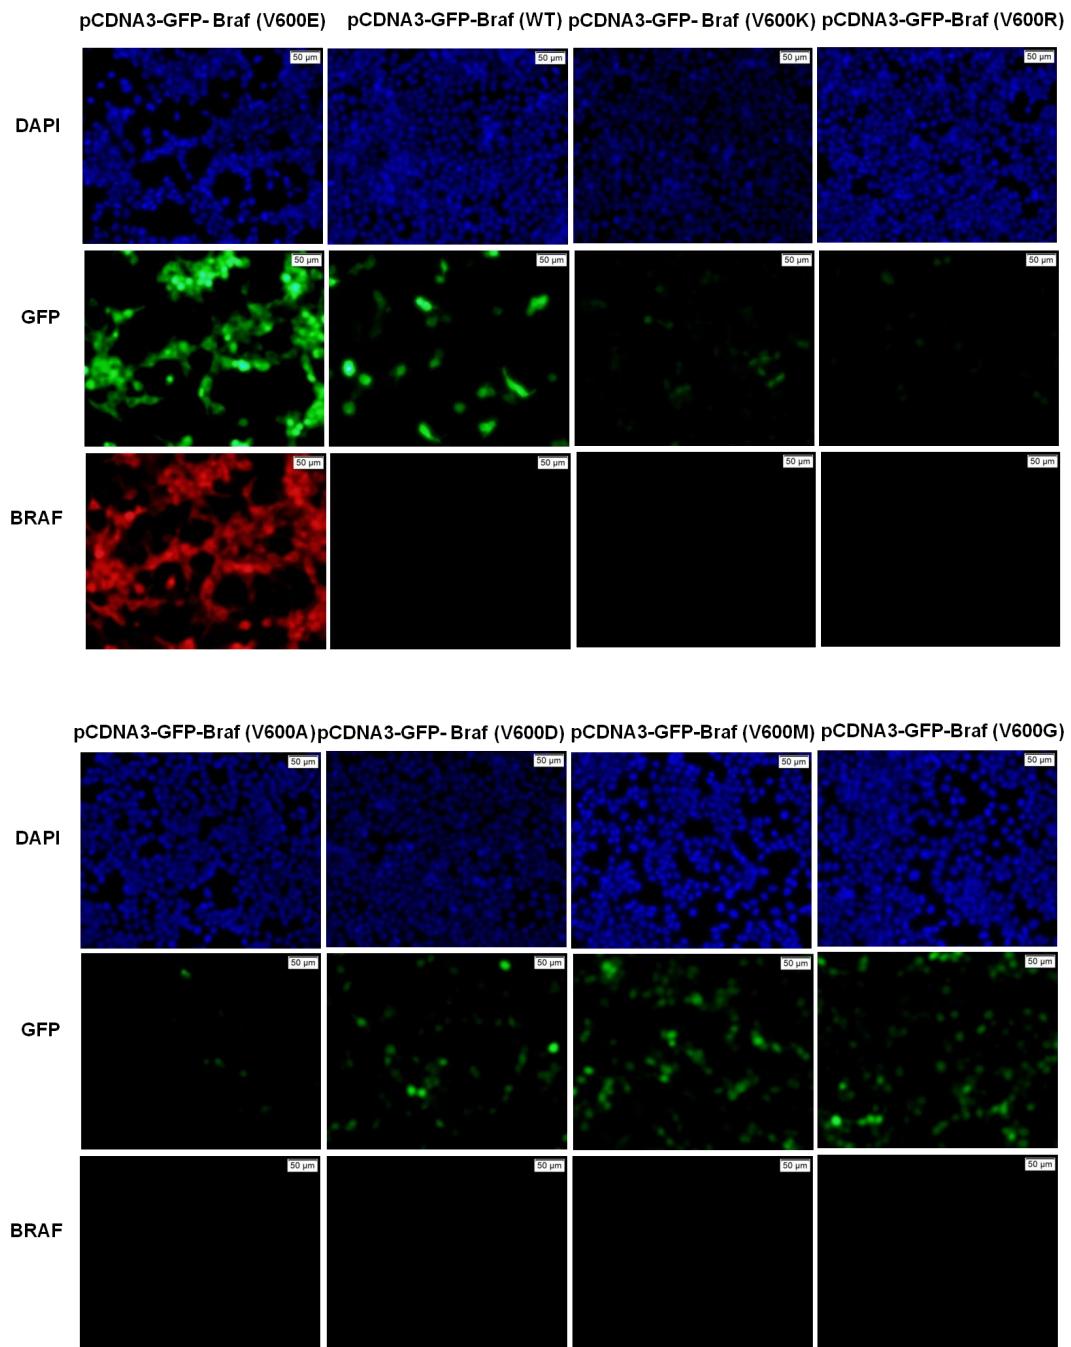 pCDNA3-GFP- Braf (V600E) pCDNA3-GFP-Braf (WT) pCDNA3-GFP- Braf (V600K) pCDNA3-GFP-Braf (V600R)
DAPI 50 µm 50 µm 50 µm 50 µm
GFP 50 µm 50 µm 50 µm 50 µm
BRAF 50 µm 50 µm 50 µm 50 µm
pCDNA3-GFP-Braf (V600A) pCDNA3-GFP- Braf (V600D) pCDNA3-GFP-Braf (V600M) pCDNA3-GFP-Braf (V600G)
DAPI 50 µm 50 µm 50 µm 50 µm
GFP 50 µm 50 µm 50 µm 50 µm
BRAF 50 µm 50 µm 50 µm 50 µm